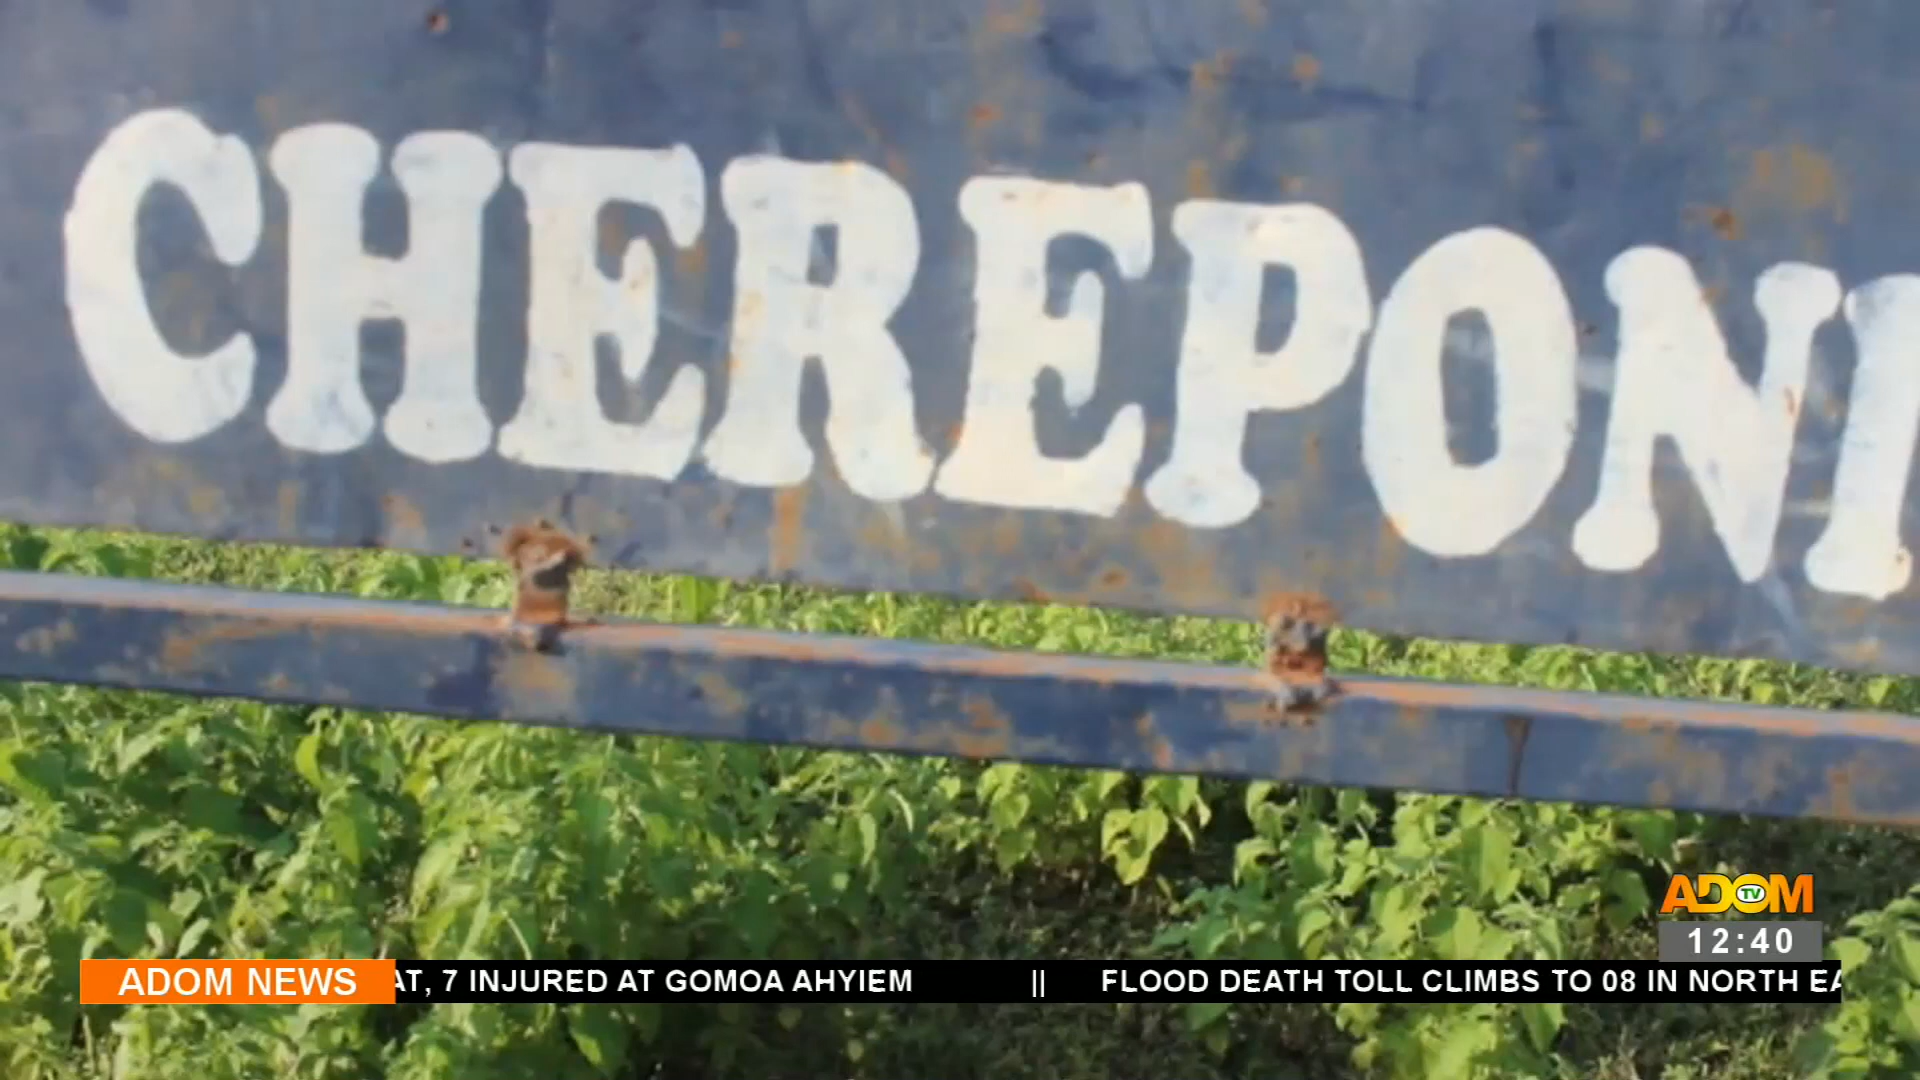 CHEREPONI
ADOM TV
12:40
ADOM NEWS AT, 7 INJURED AT GOMOA AHYIEM || FLOOD DEATH TOLL CLIMBS TO 08 IN NORTH EA